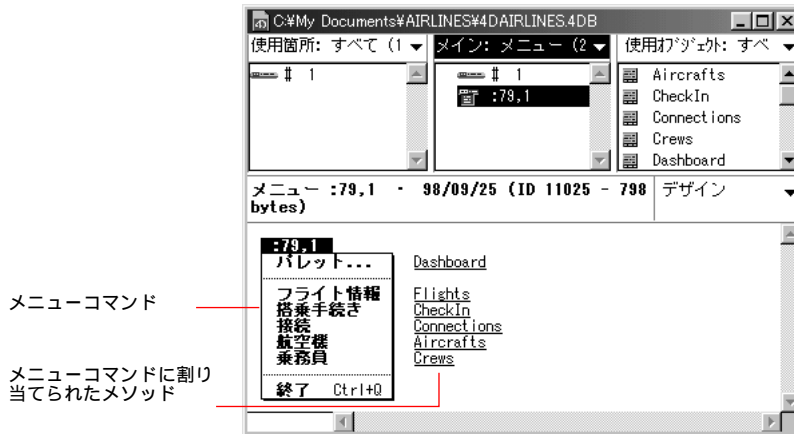 C:¥My Documents¥AIRLINES¥4DAIRLINES.4DB
使用箇所: すべて (1
メイン: メニュー (2
使用ｵﾌﾞｼﾞｪｸﾄ: すべ
# 1
# 1
:79,1
Aircrafts
CheckIn
Connections
Crews
Dashboard
メニュー :79,1 - 98/09/25 (ID 11025 - 798
bytes)
デザイン
:79,1
パレット... Dashboard
フライト情報 Flights
搭乗手続き CheckIn
接続 Connections
航空機 Aircrafts
乗務員 Crews
終了 Ctrl+Q
メニューコマンド
メニューコマンドに割り
当てられたメソッド